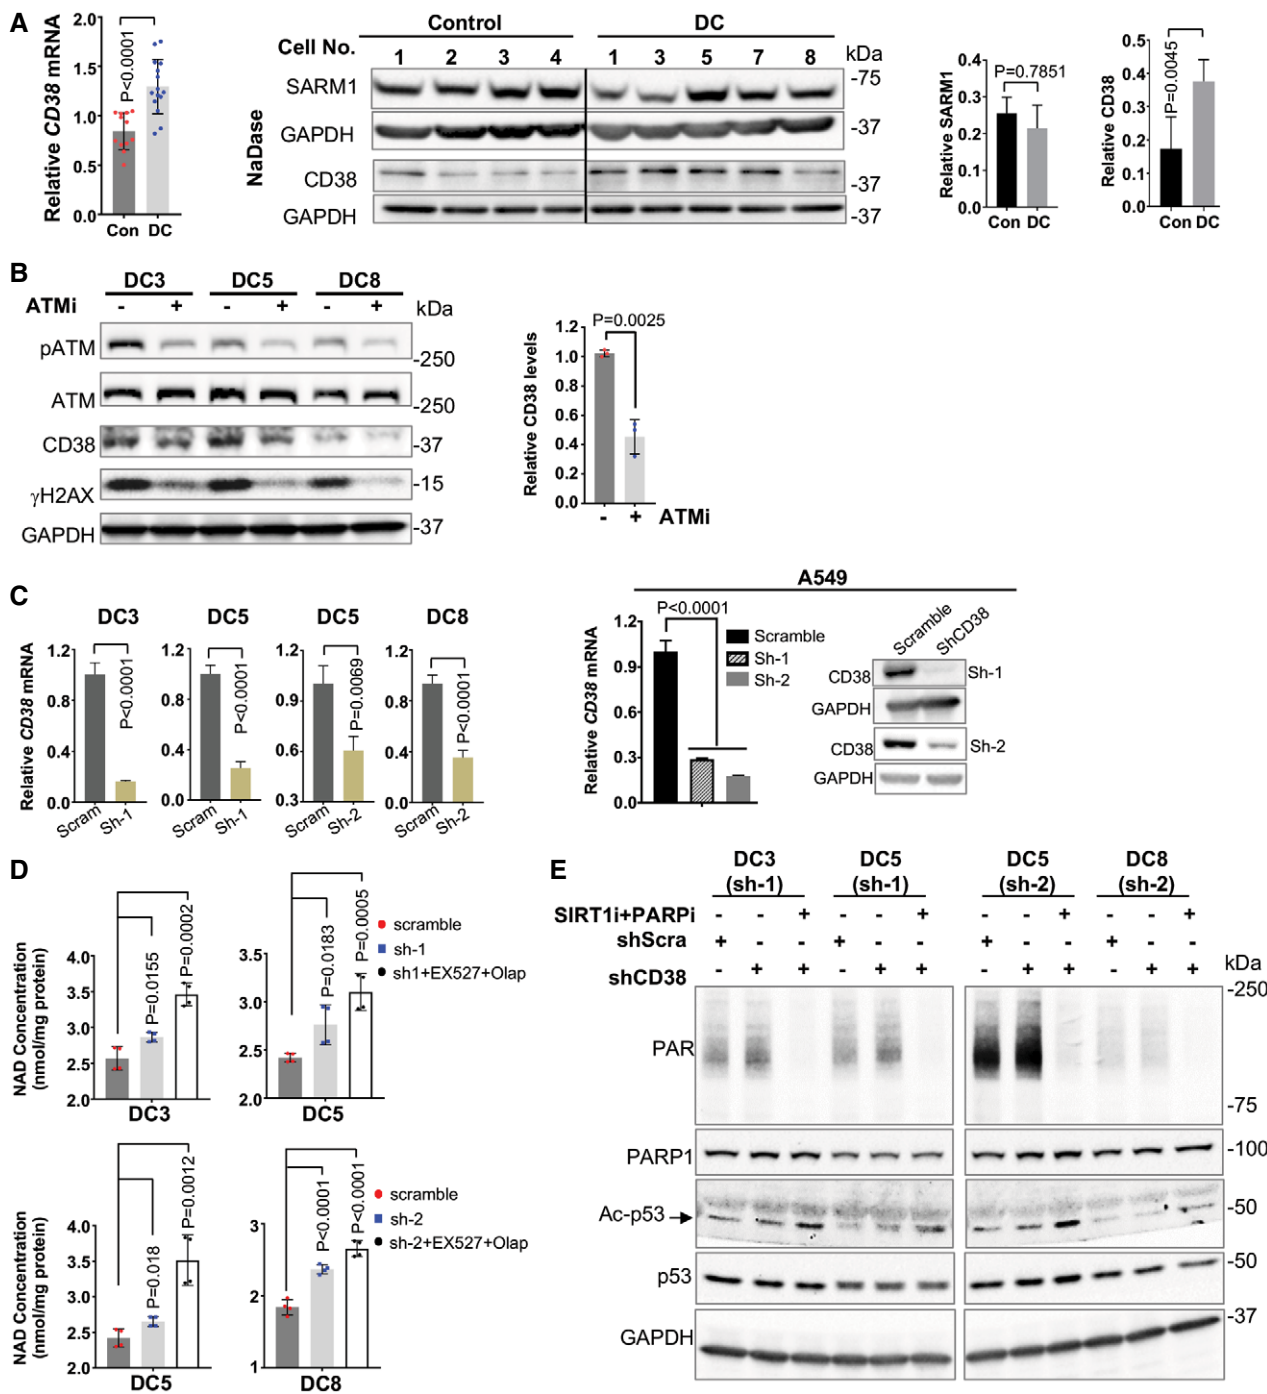 A
Relative CD38 mRNA
2.0
1.5
1.0
0.5
0.0
P<0.0001
Con DC
NaDase
Control DC
Cell No. 1 2 3 4 1 3 5 7 8 kDa
SARM1 -75
GAPDH -37
CD38 -37
GAPDH -37
Relative SARM1
0.4
0.3
0.2
0.1
0.0
P=0.7851
Con DC
Relative CD38
0.5
0.4
0.3
0.2
0.1
0.0
P=0.0045
Con DC
B
DC3 DC5 DC8
ATMi - + - + - + kDa
pATM -250
ATM -250
CD38 -37
γH2AX -15
GAPDH -37
Relative CD38 levels
1.2
1.0
0.8
0.6
0.4
0.2
0.0
P=0.0025
- + ATMi
C
Relative CD38 mRNA
DC3
1.2
0.8
0.4
0.0
P<0.0001
Scram Sh-1
DC5
1.2
0.8
0.4
0.0
P<0.0001
Scram Sh-1
DC5
1.2
0.9
0.6
0.3
P=0.0069
Scram Sh-2
DC8
1.2
0.8
0.4
0.0
P<0.0001
Scram Sh-2
A549
Relative CD38 mRNA
1.2
0.9
0.6
0.3
0.0
P<0.0001
Scramble
Sh-1
Sh-2
Scramble ShCD38
CD38 Sh-1
GAPDH
CD38 Sh-2
GAPDH
D
NAD Concentration
(nmol/mg protein)
4.0
3.5
3.0
2.5
2.0
P=0.0155
P=0.0002
DC3
3.5
3.0
2.5
2.0
P=0.0183
P=0.0005
DC5
scramble
sh-1
sh1+EX527+Olap
NAD Concentration
(nmol/mg protein)
4.0
3.5
3.0
2.5
2.0
P=0.018
P=0.0012
DC5
3
2
1
P<0.0001
P<0.0001
DC8
scramble
sh-2
sh-2+EX527+Olap
E
DC3 DC5 DC5 DC8
(sh-1) (sh-1) (sh-2) (sh-2)
SIRT1i+PARPi - - + - - + - - + - - +
shScra + - - + - - + - - + - -
shCD38 - + + - + + - + + - + +
kDa
-250
PAR
-75
PARP1 -100
Ac-p53 -50
p53 -50
GAPDH -37